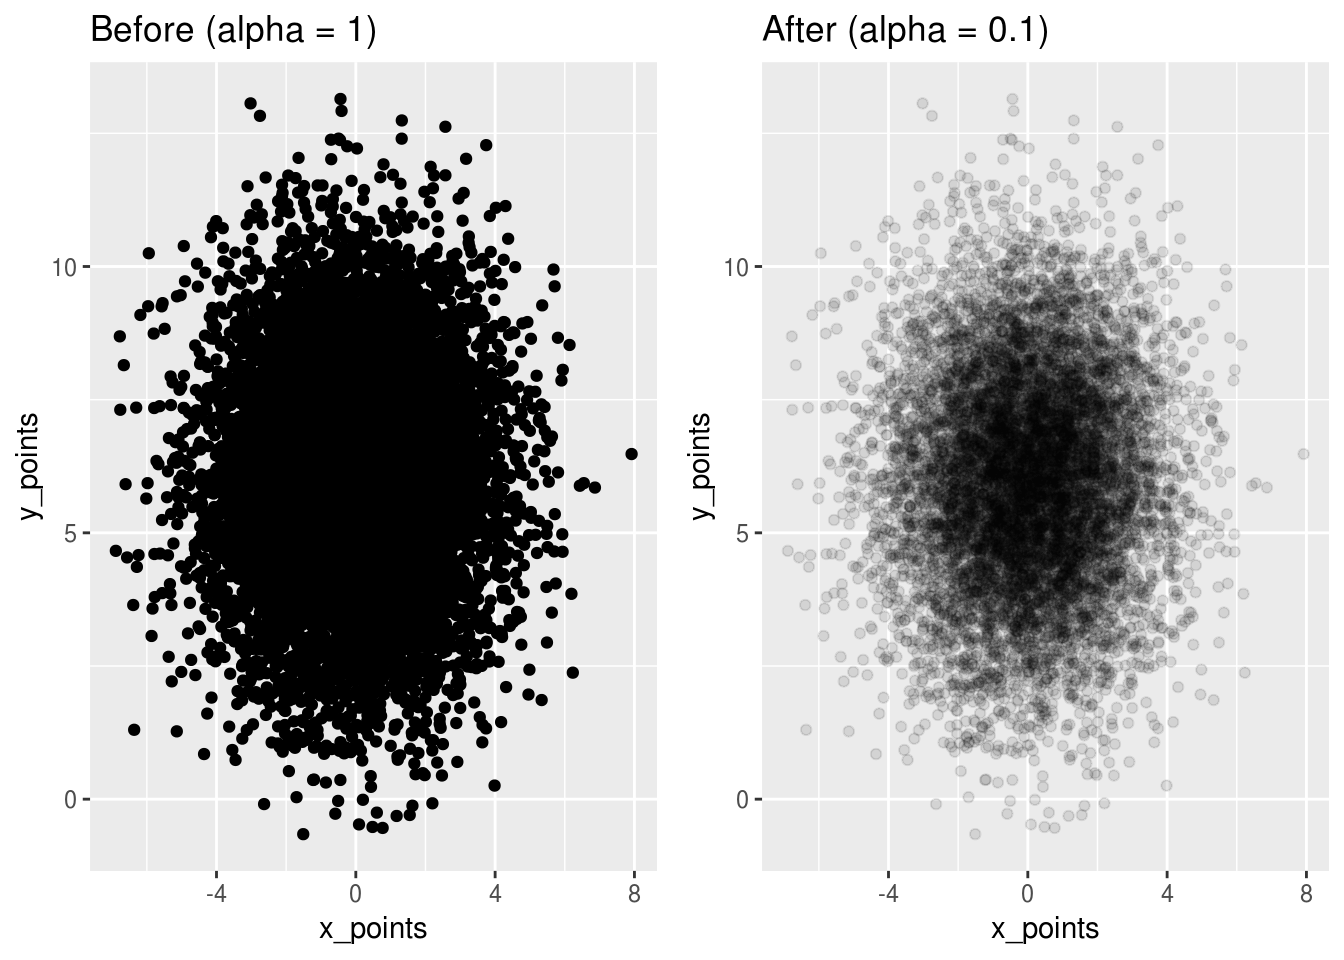 Before (alpha = 1)
y_points
10
5
0
-4 0 4 8
x_points
After (alpha = 0.1)
y_points
10
5
0
-4 0 4 8
x_points